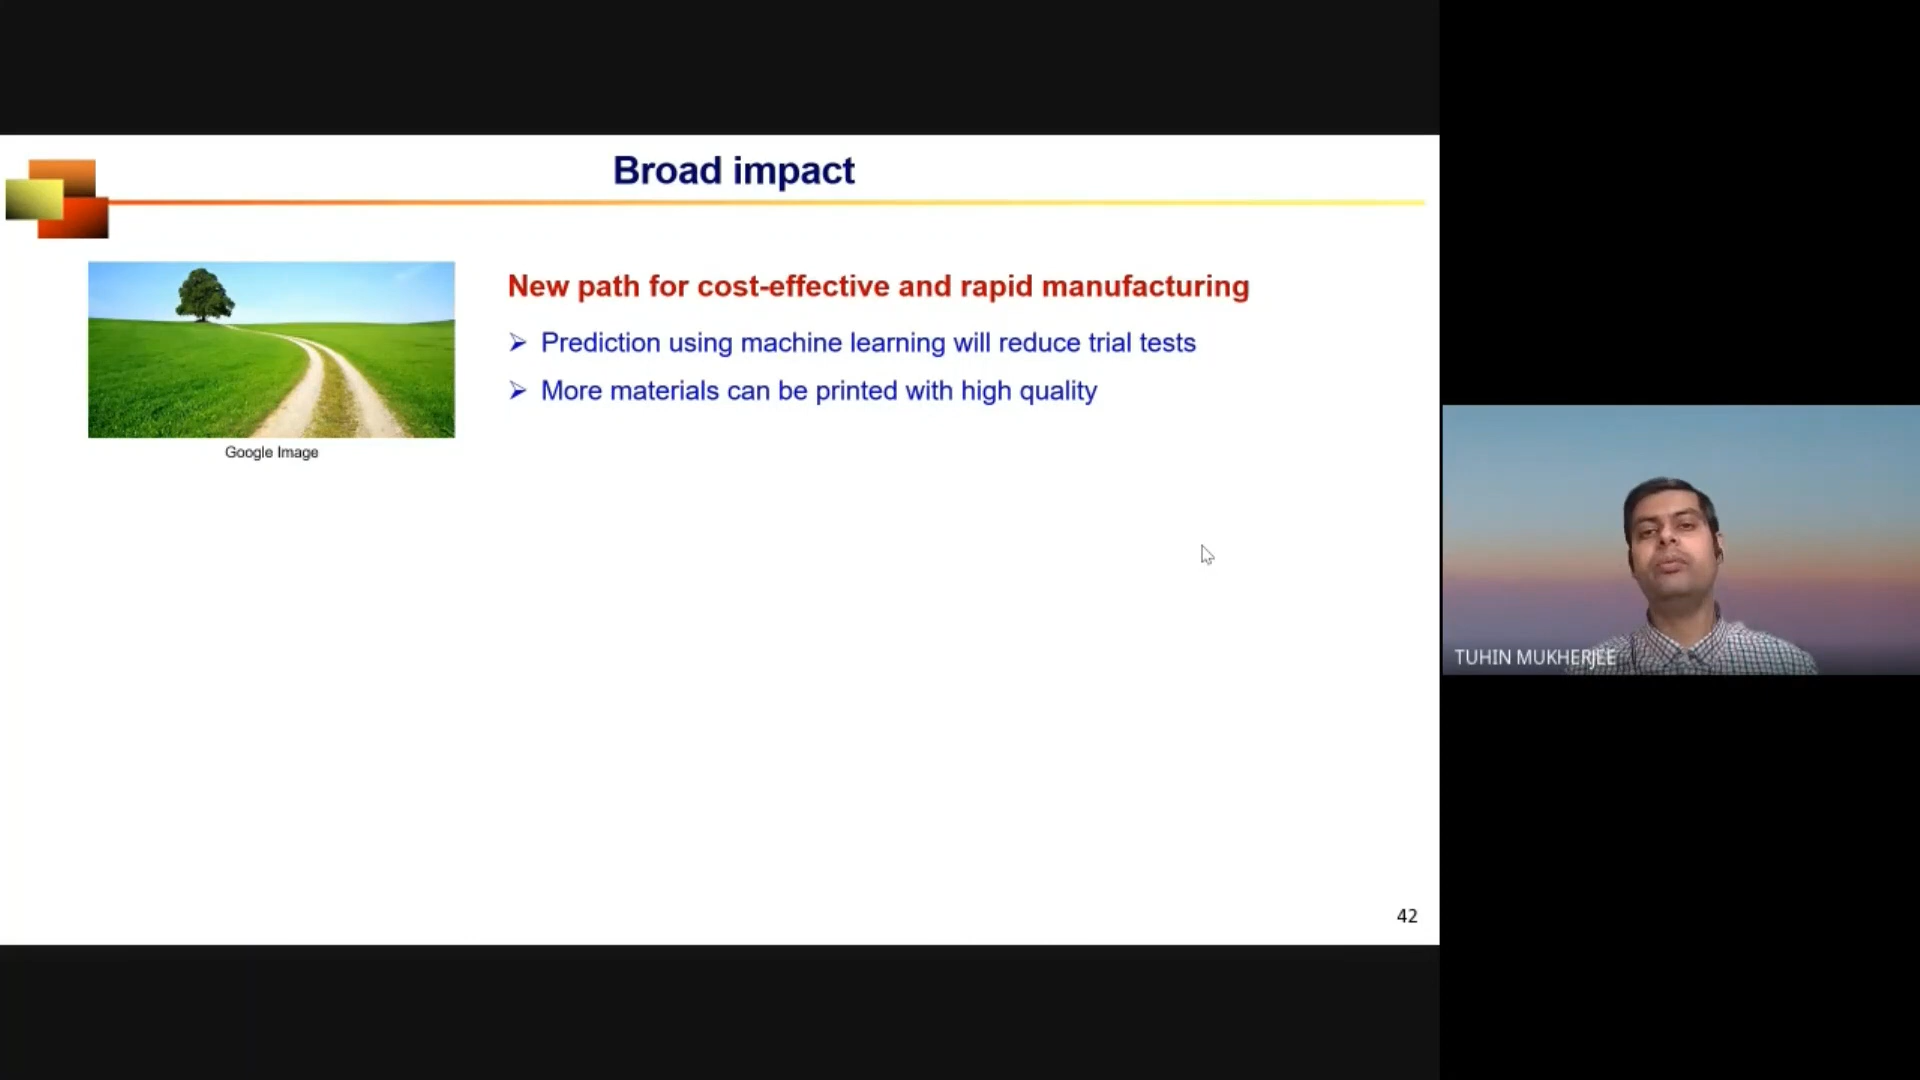 Broad impact
New path for cost-effective and rapid manufacturing
➢ Prediction using machine learning will reduce trial tests
➢ More materials can be printed with high quality
Google Image
TUHIN MUKHERJEE
42